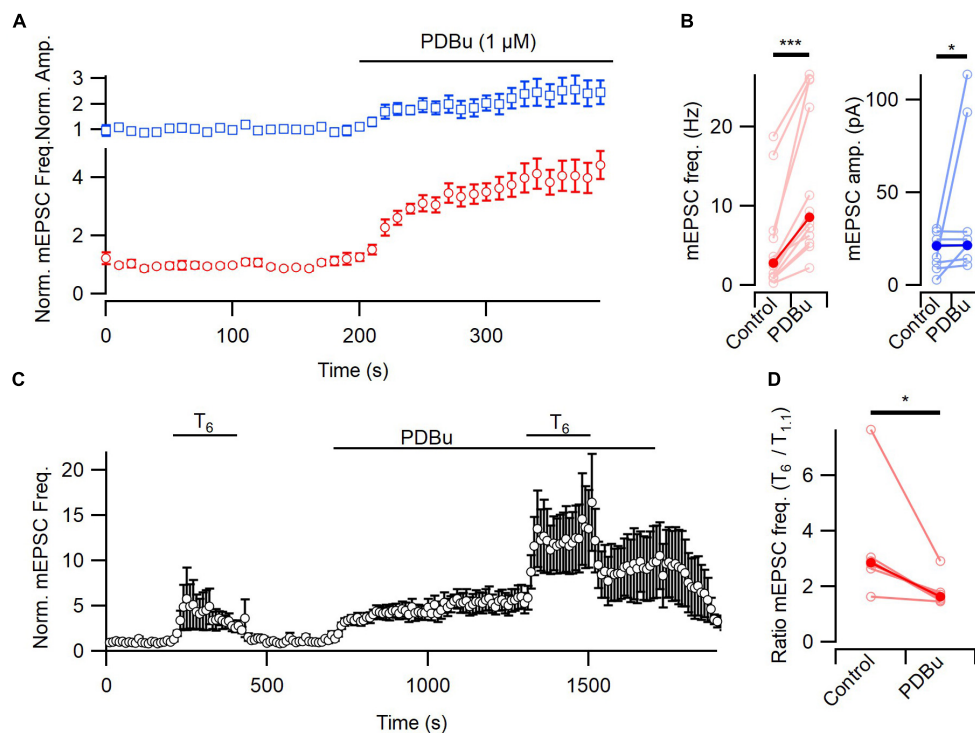 A
PDBu (1 µM)
Norm. mEPSC Freq.Norm. Amp.
3
2
1
4
2
0
0
100
200
300
Time (s)
B
***
mEPSC freq. (Hz)
20
10
0
Control
PDBu
*
mEPSC amp. (pA)
100
50
0
Control
PDBu
C
T6
PDBu
T6
Norm. mEPSC Freq.
20
15
10
5
0
0
500
1000
1500
Time (s)
D
*
Ratio mEPSC freq. (T6 / T1.1)
6
4
2
0
Control
PDBu